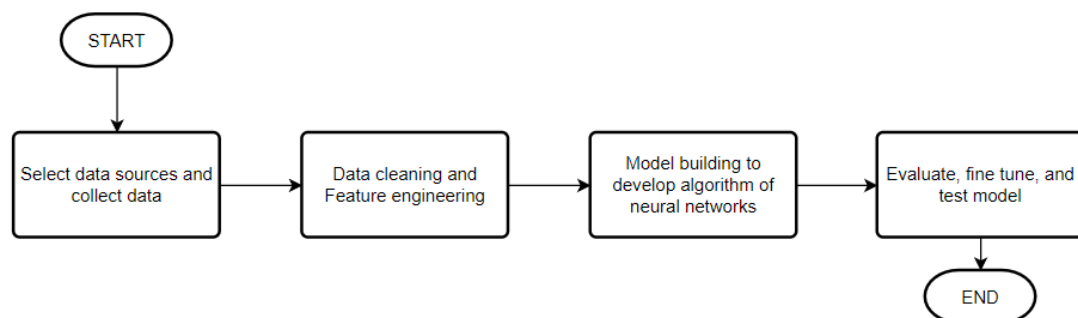 START
Select data sources and
collect data
Data cleaning and
Feature engineering
Model building to
develop algorithm of
neural networks
Evaluate, fine tune, and
test model
END